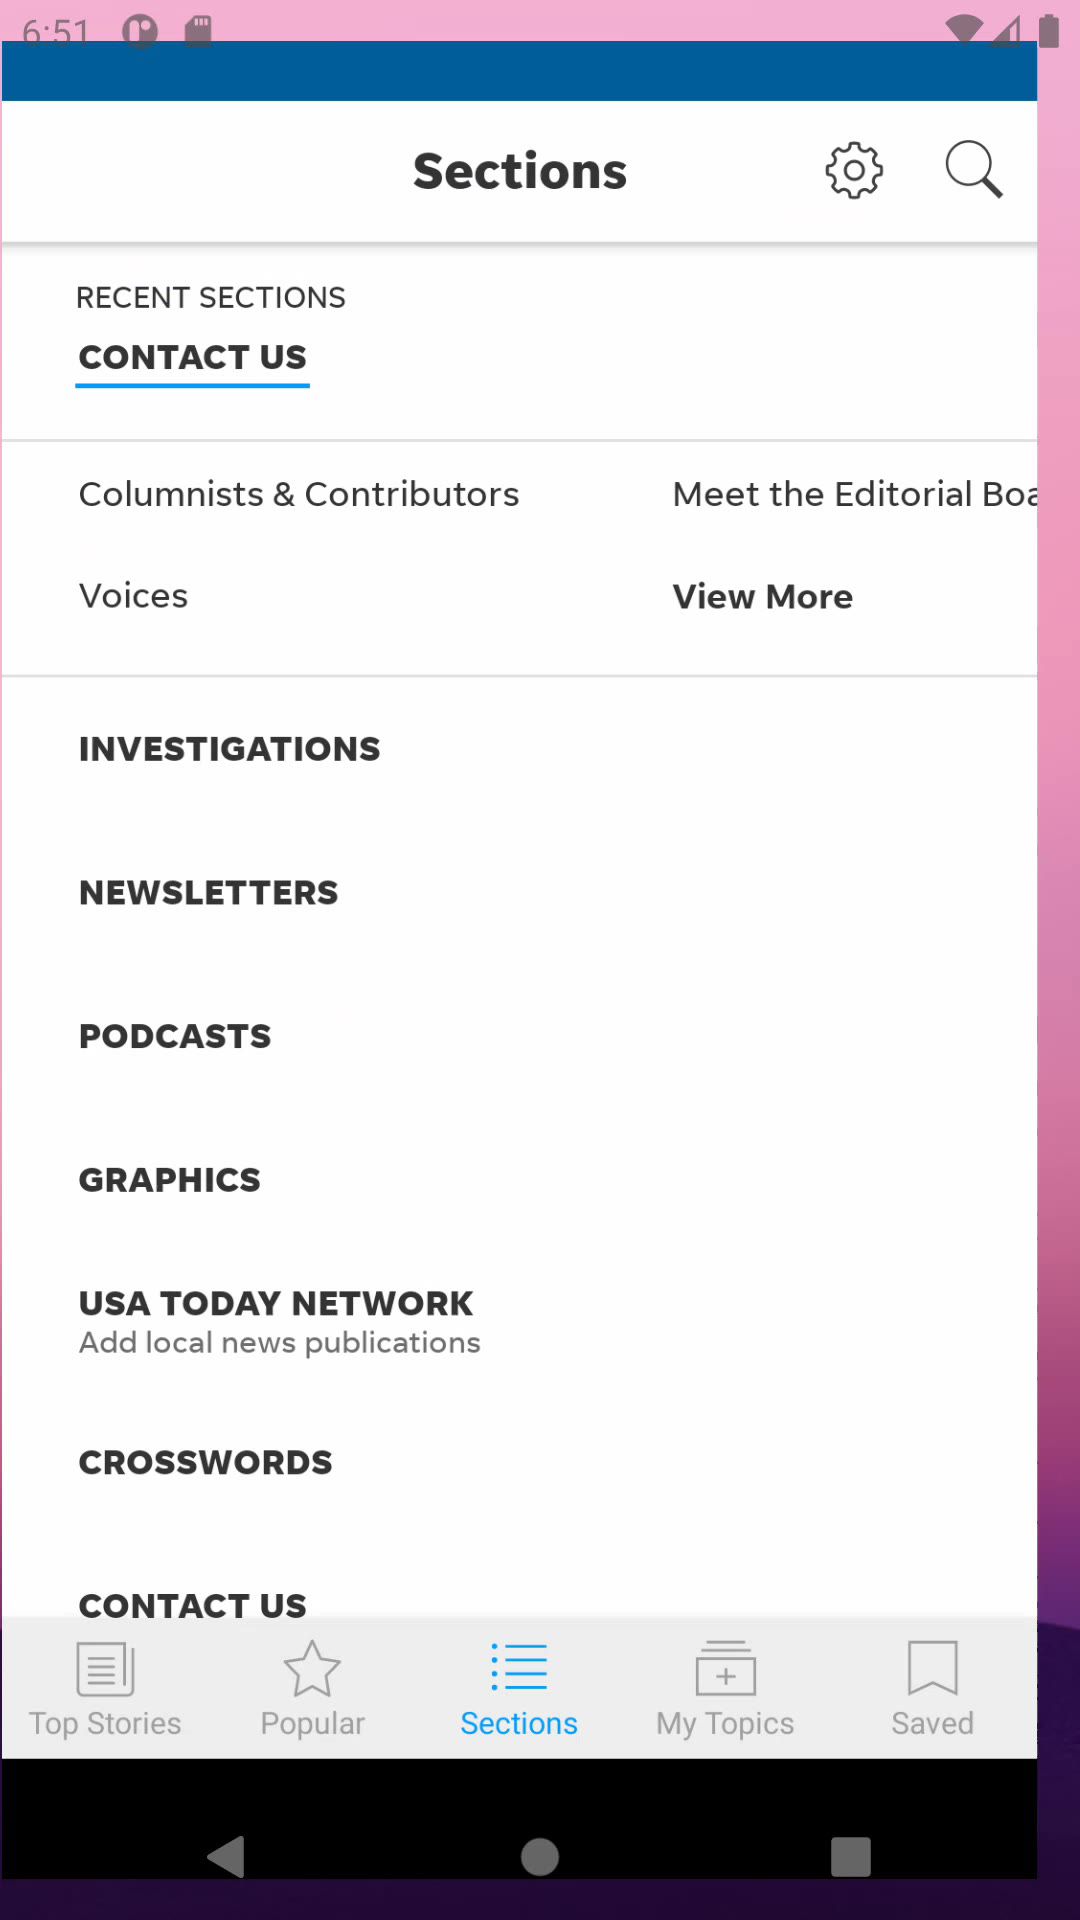 6:51
Sections
RECENT SECTIONS
CONTACT US
Columnists & Contributors
Meet the Editorial Boa
Voices
View More
INVESTIGATIONS
NEWSLETTERS
PODCASTS
GRAPHICS
USA TODAY NETWORK
Add local news publications
CROSSWORDS
CONTACT US
Top Stories
Popular
Sections
My Topics
Saved